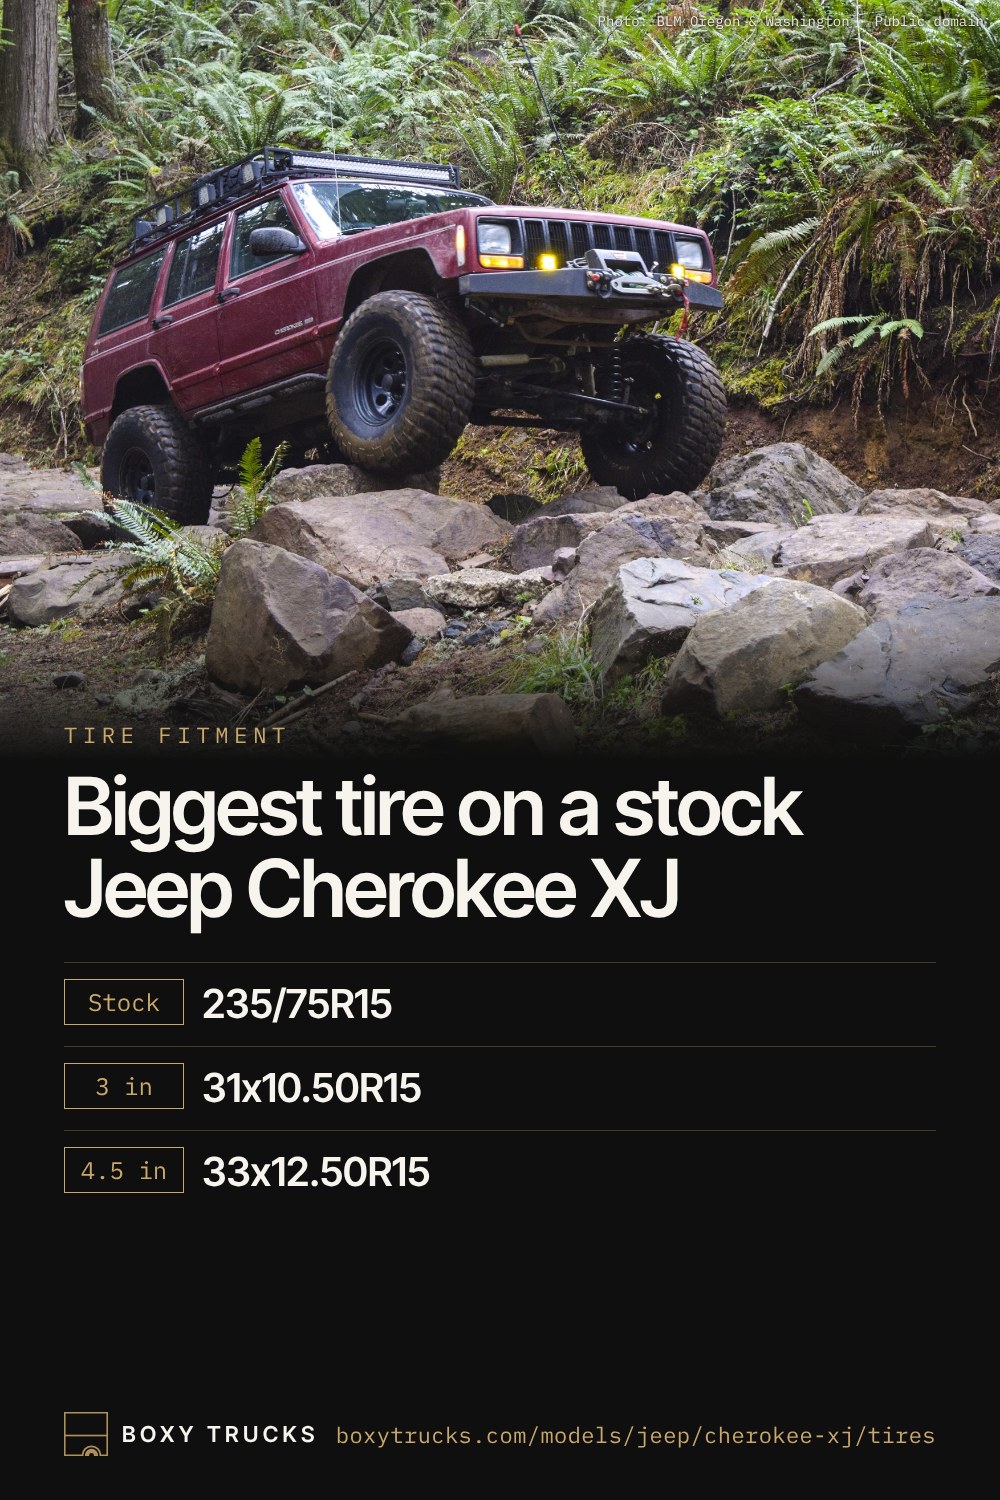 Photo: BLM Oregon & Washington | Public domain
TIRE FITMENT
Biggest tire on a stock
Jeep Cherokee XJ
Stock 235/75R15
3 in 31x10.50R15
4.5 in 33x12.50R15
BOXY TRUCKS boxytrucks.com/models/jeep/cherokee-xj/tires